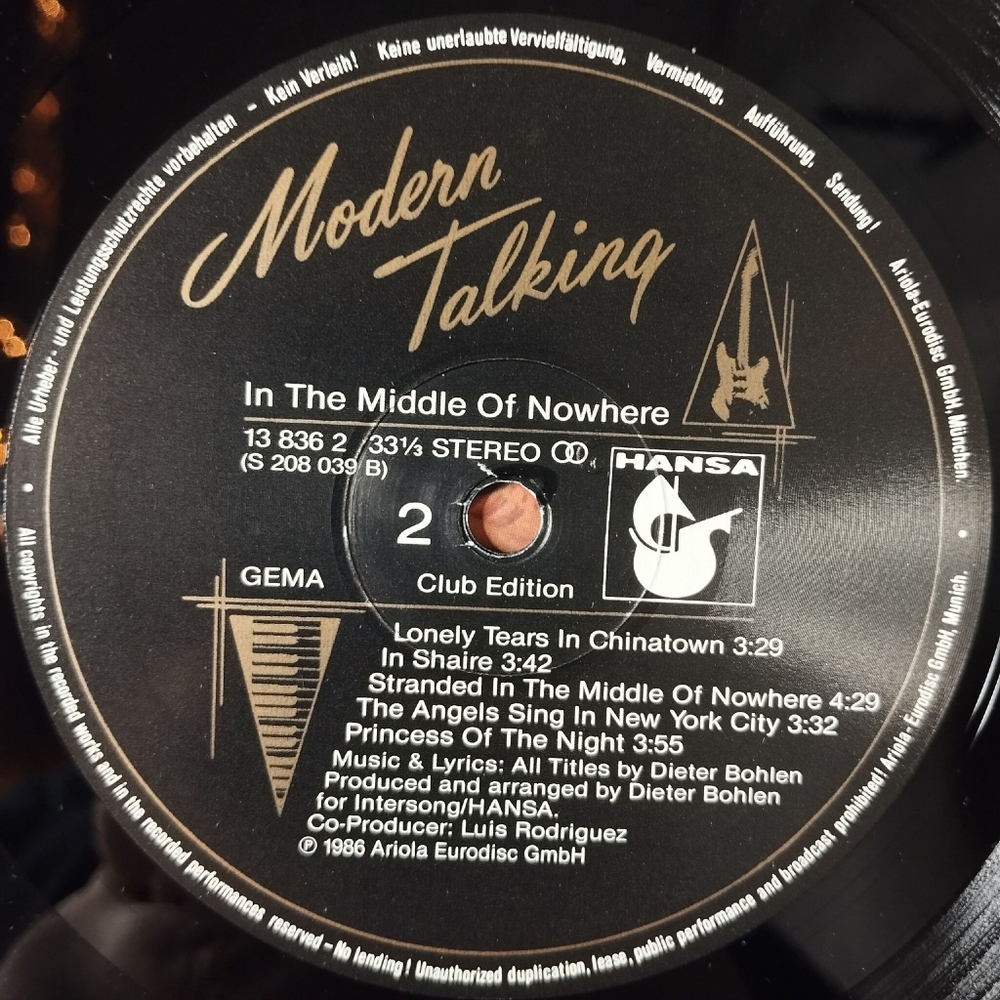 Alle Urheber- und Leistungsschutzrechte vorbehalten - Kein Verleih! Keine unerlaubte Vervielfältigung, Vermietung, Aufführung, Sendung! Ariola-Eurodisc GmbH, München.
Modern
Talking
In The Middle Of Nowhere
13 836 2 33⅓ STEREO
(S 208 039 B)
HANSA
2
GEMA
Club Edition
Lonely Tears In Chinatown 3:29
In Shaire 3:42
Stranded In The Middle Of Nowhere 4:29
The Angels Sing In New York City 3:32
Princess Of The Night 3:55
Music & Lyrics: All Titles by Dieter Bohlen
Produced and arranged by Dieter Bohlen
for Intersong/HANSA.
Co-Producer: Luis Rodriguez
℗ 1986 Ariola Eurodisc GmbH
All copyrights in the recorded works and in the recorded performances reserved - No lending! Unauthorized duplication, lease, public performance and broadcast prohibited! Ariola-Eurodisc GmbH, Munich.